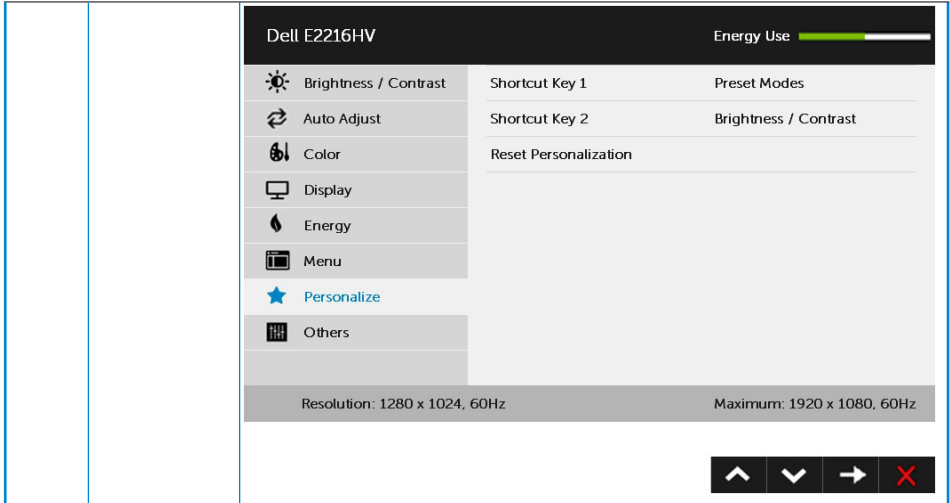 Dell E2216HV Energy Use
Brightness / Contrast Shortcut Key 1 Preset Modes
Auto Adjust Shortcut Key 2 Brightness / Contrast
Color Reset Personalization
Display
Energy
Menu
Personalize
Others
Resolution: 1280 x 1024, 60Hz Maximum: 1920 x 1080, 60Hz